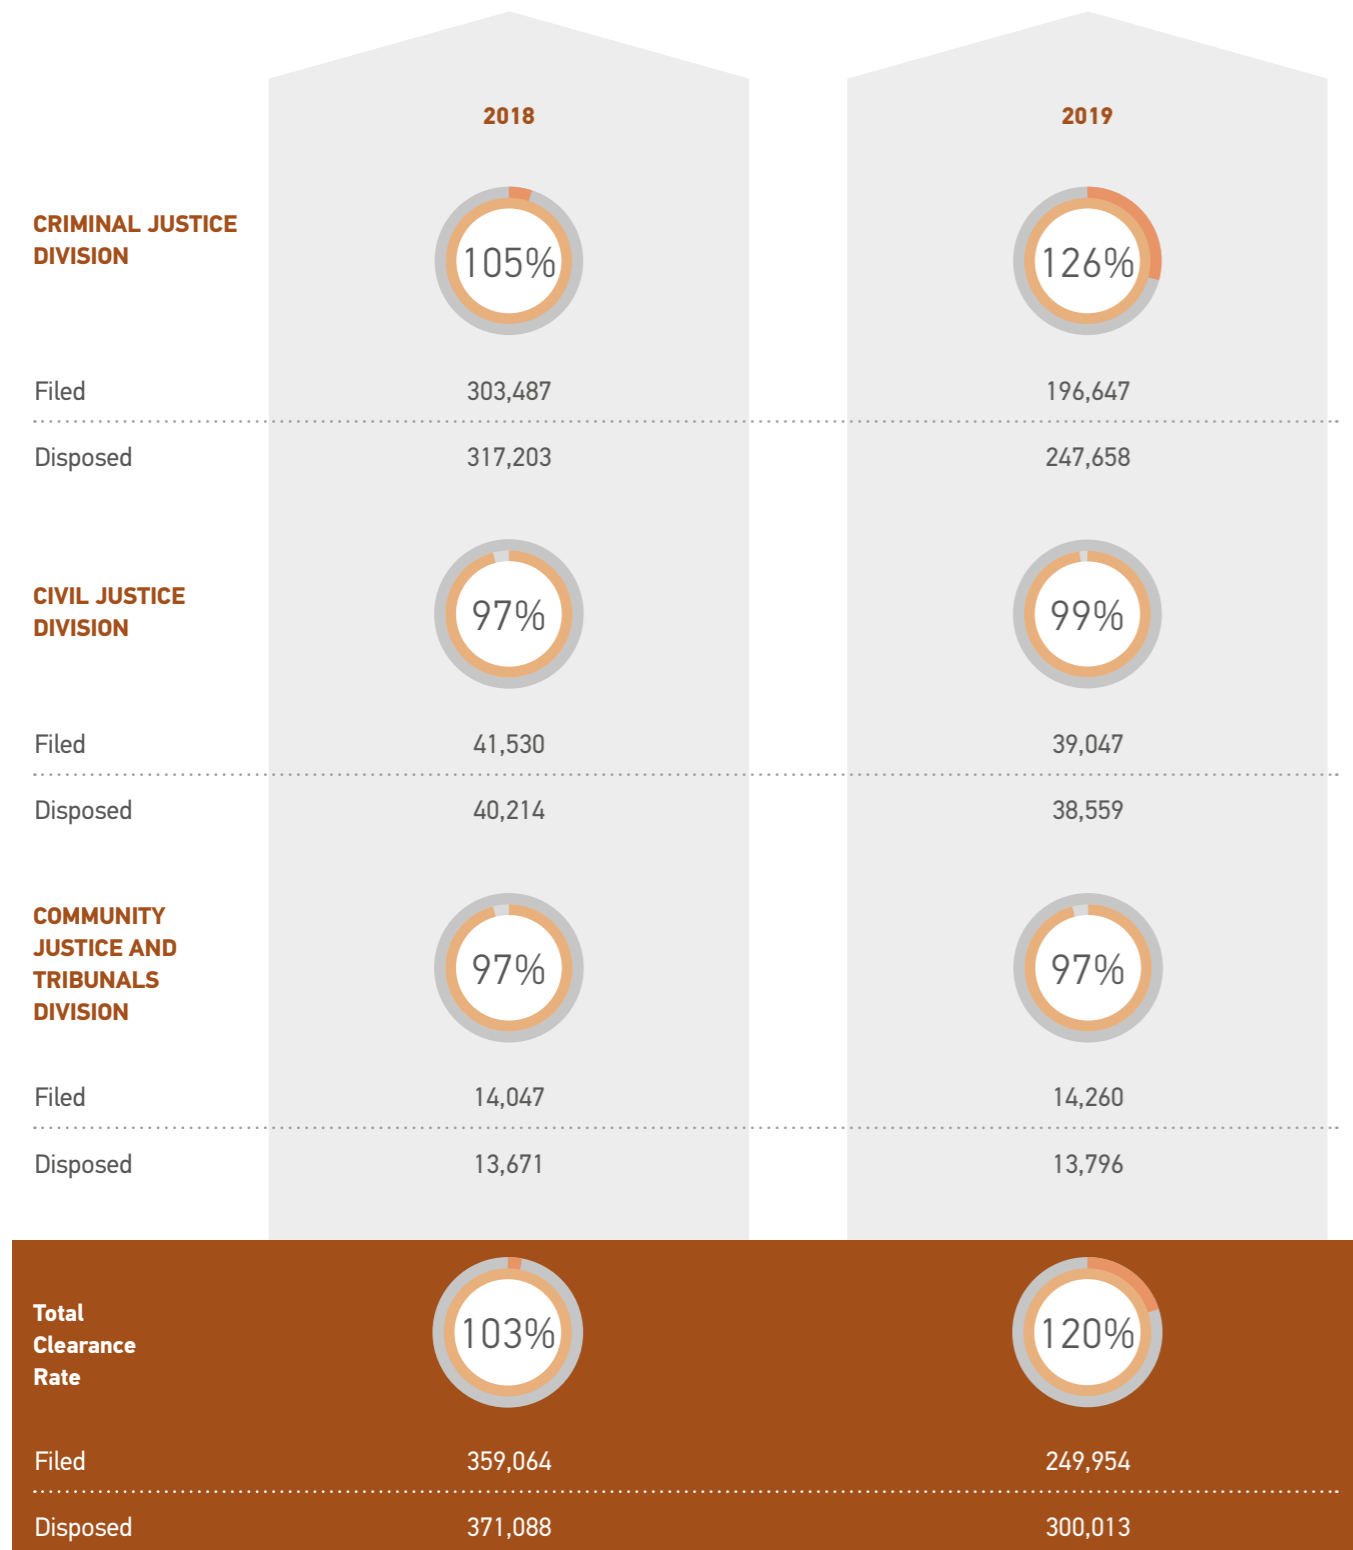 2018 2019
CRIMINAL JUSTICE
DIVISION
105% 126%
Filed 303,487 196,647
Disposed 317,203 247,658
CIVIL JUSTICE
DIVISION
97% 99%
Filed 41,530 39,047
Disposed 40,214 38,559
COMMUNITY
JUSTICE AND
TRIBUNALS
DIVISION
97% 97%
Filed 14,047 14,260
Disposed 13,671 13,796
Total
Clearance
Rate
103% 120%
Filed 359,064 249,954
Disposed 371,088 300,013